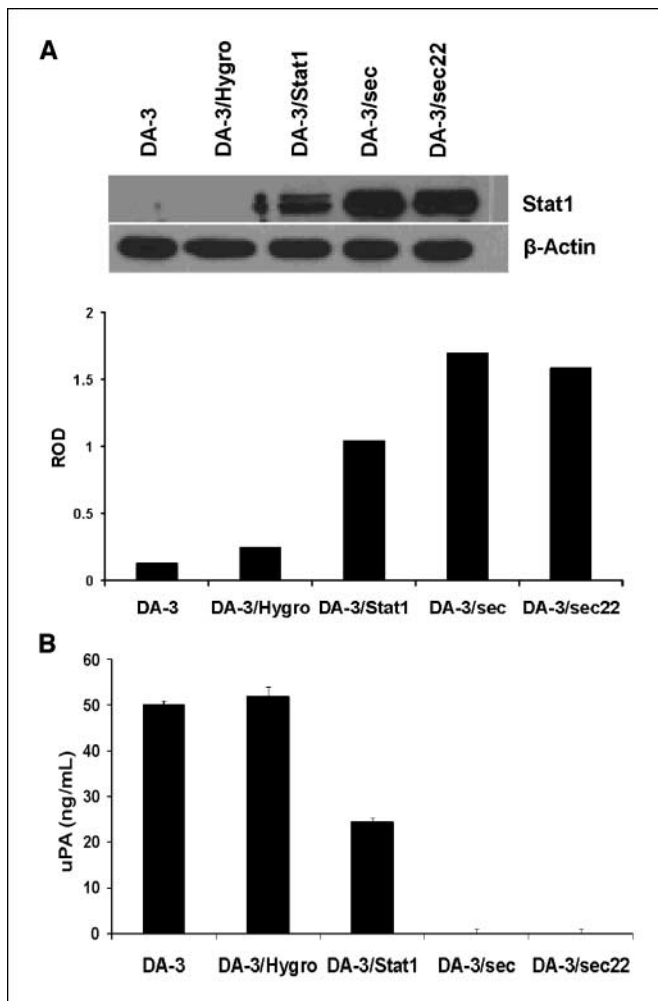 A
DA-3
DA-3/Hygro
DA-3/Stat1
DA-3/sec
DA-3/sec22
Stat1
β-Actin
2
1.5
1
0.5
0
ROD
DA-3 DA-3/Hygro DA-3/Stat1 DA-3/sec DA-3/sec22
B
60
50
40
30
20
10
0
uPA (ng/mL)
DA-3 DA-3/Hygro DA-3/Stat1 DA-3/sec DA-3/sec22